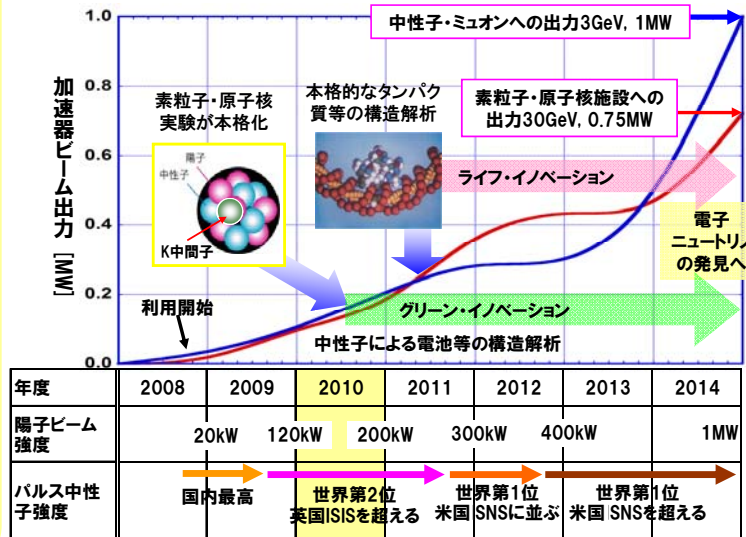 中性子・ミュオンへの出力3GeV, 1MW
1.0
0.8
0.6
0.4
0.2
0.0
加速器ビーム出力 [MW]
素粒子・原子核
実験が本格化
陽子
中性子
K中間子
本格的なタンパク
質等の構造解析
素粒子・原子核施設への
出力30GeV, 0.75MW
ライフ・イノベーション
電子
ニュートリノ
の発見へ
利用開始
グリーン・イノベーション
中性子による電池等の構造解析
年度 2008 2009 2010 2011 2012 2013 2014
陽子ビーム
強度
20kW 120kW 200kW 300kW 400kW 1MW
パルス中性
子強度
国内最高
世界第2位
英国ISISを超える
世界第1位
米国SNSに並ぶ
世界第1位
米国SNSを超える